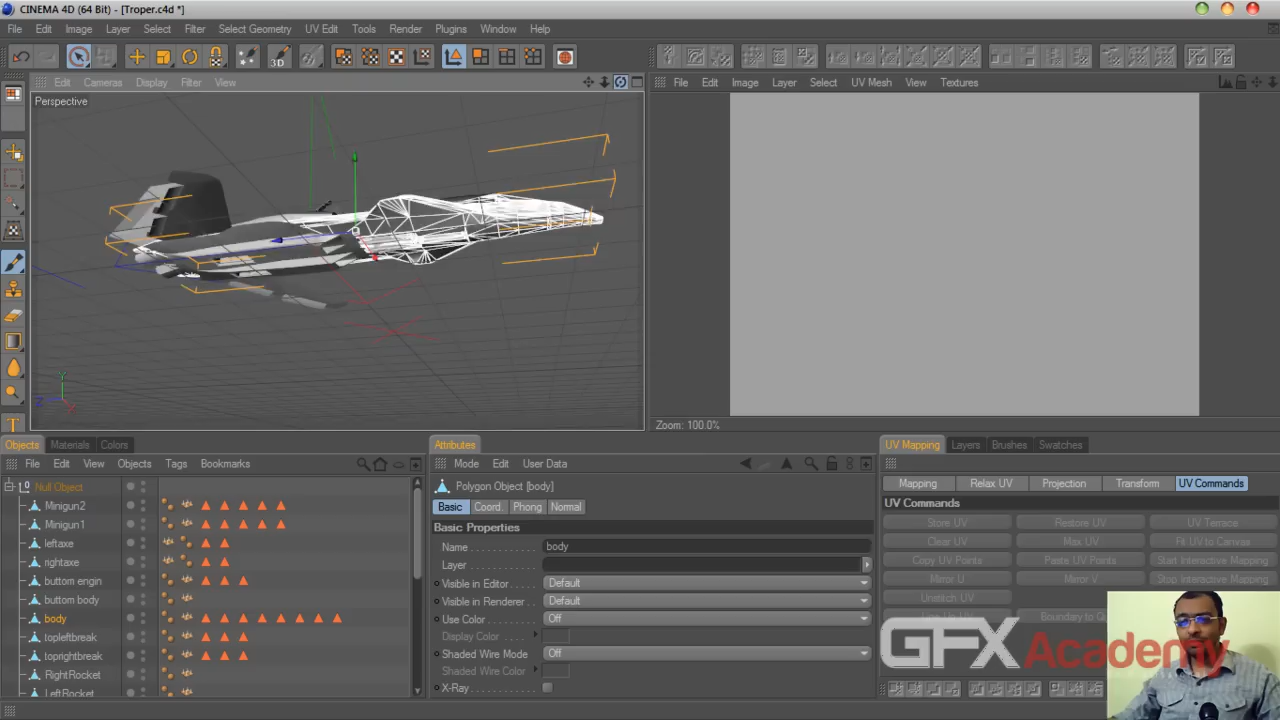 CINEMA 4D (64 Bit) - [Troper.c4d *]
File Edit Image Layer Select Filter Select Geometry UV Edit Tools Render Plugins Window Help
Edit Cameras Display Filter View
File Edit Image Layer Select UV Mesh View Textures
Perspective
Zoom: 100.0%
Objects Materials Colors
Attributes
UV Mapping Layers Brushes Swatches
File Edit View Objects Tags Bookmarks
Mode Edit User Data
Null Object
Minigun2
Minigun1
leftaxe
rightaxe
buttom engin
buttom body
body
topleftbreak
toprightbreak
RightRocket
LeftRocket
Polygon Object [body]
Basic Coord. Phong Normal
Basic Properties
Name body
Layer
Visible in Editor Default
Visible in Renderer Default
Use Color Off
Display Color
Shaded Wire Mode Off
Shaded Wire Color
X-Ray
Mapping Relax UV Projection Transform UV Commands
UV Commands
Store UV Restore UV UV Terrace
Clear UV Max UV Fit UV to Canvas
Copy UV Points Paste UV Points Start Interactive Mapping
Mirror U Mirror V Stop Interactive Mapping
Unstitch UV
GFX Academy
3D
T
Y
Z
X